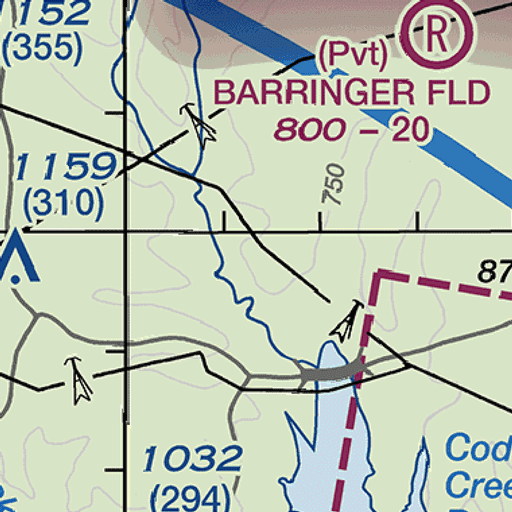 152
(355)
R
(Pvt)
BARRINGER FLD
800 – 20
1159
(310)
750
87
1032
(294)
Cod
Cree